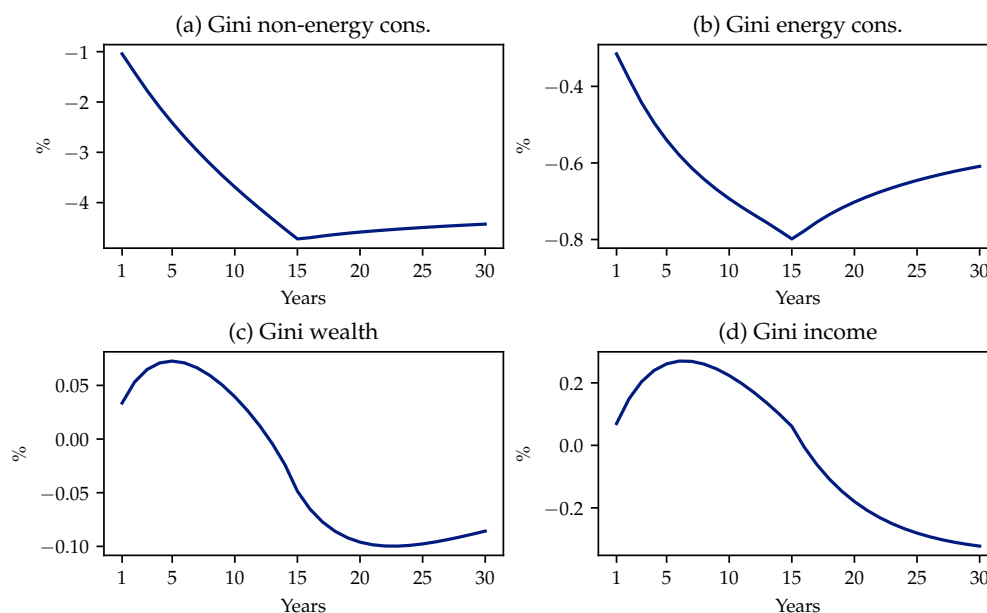 (a) Gini non-energy cons.
−1
−2
−3
−4
%
1 5 10 15 20 25 30
Years
(b) Gini energy cons.
−0.4
−0.6
−0.8
%
1 5 10 15 20 25 30
Years
(c) Gini wealth
0.05
0.00
−0.05
−0.10
%
1 5 10 15 20 25 30
Years
(d) Gini income
0.2
0.0
−0.2
%
1 5 10 15 20 25 30
Years